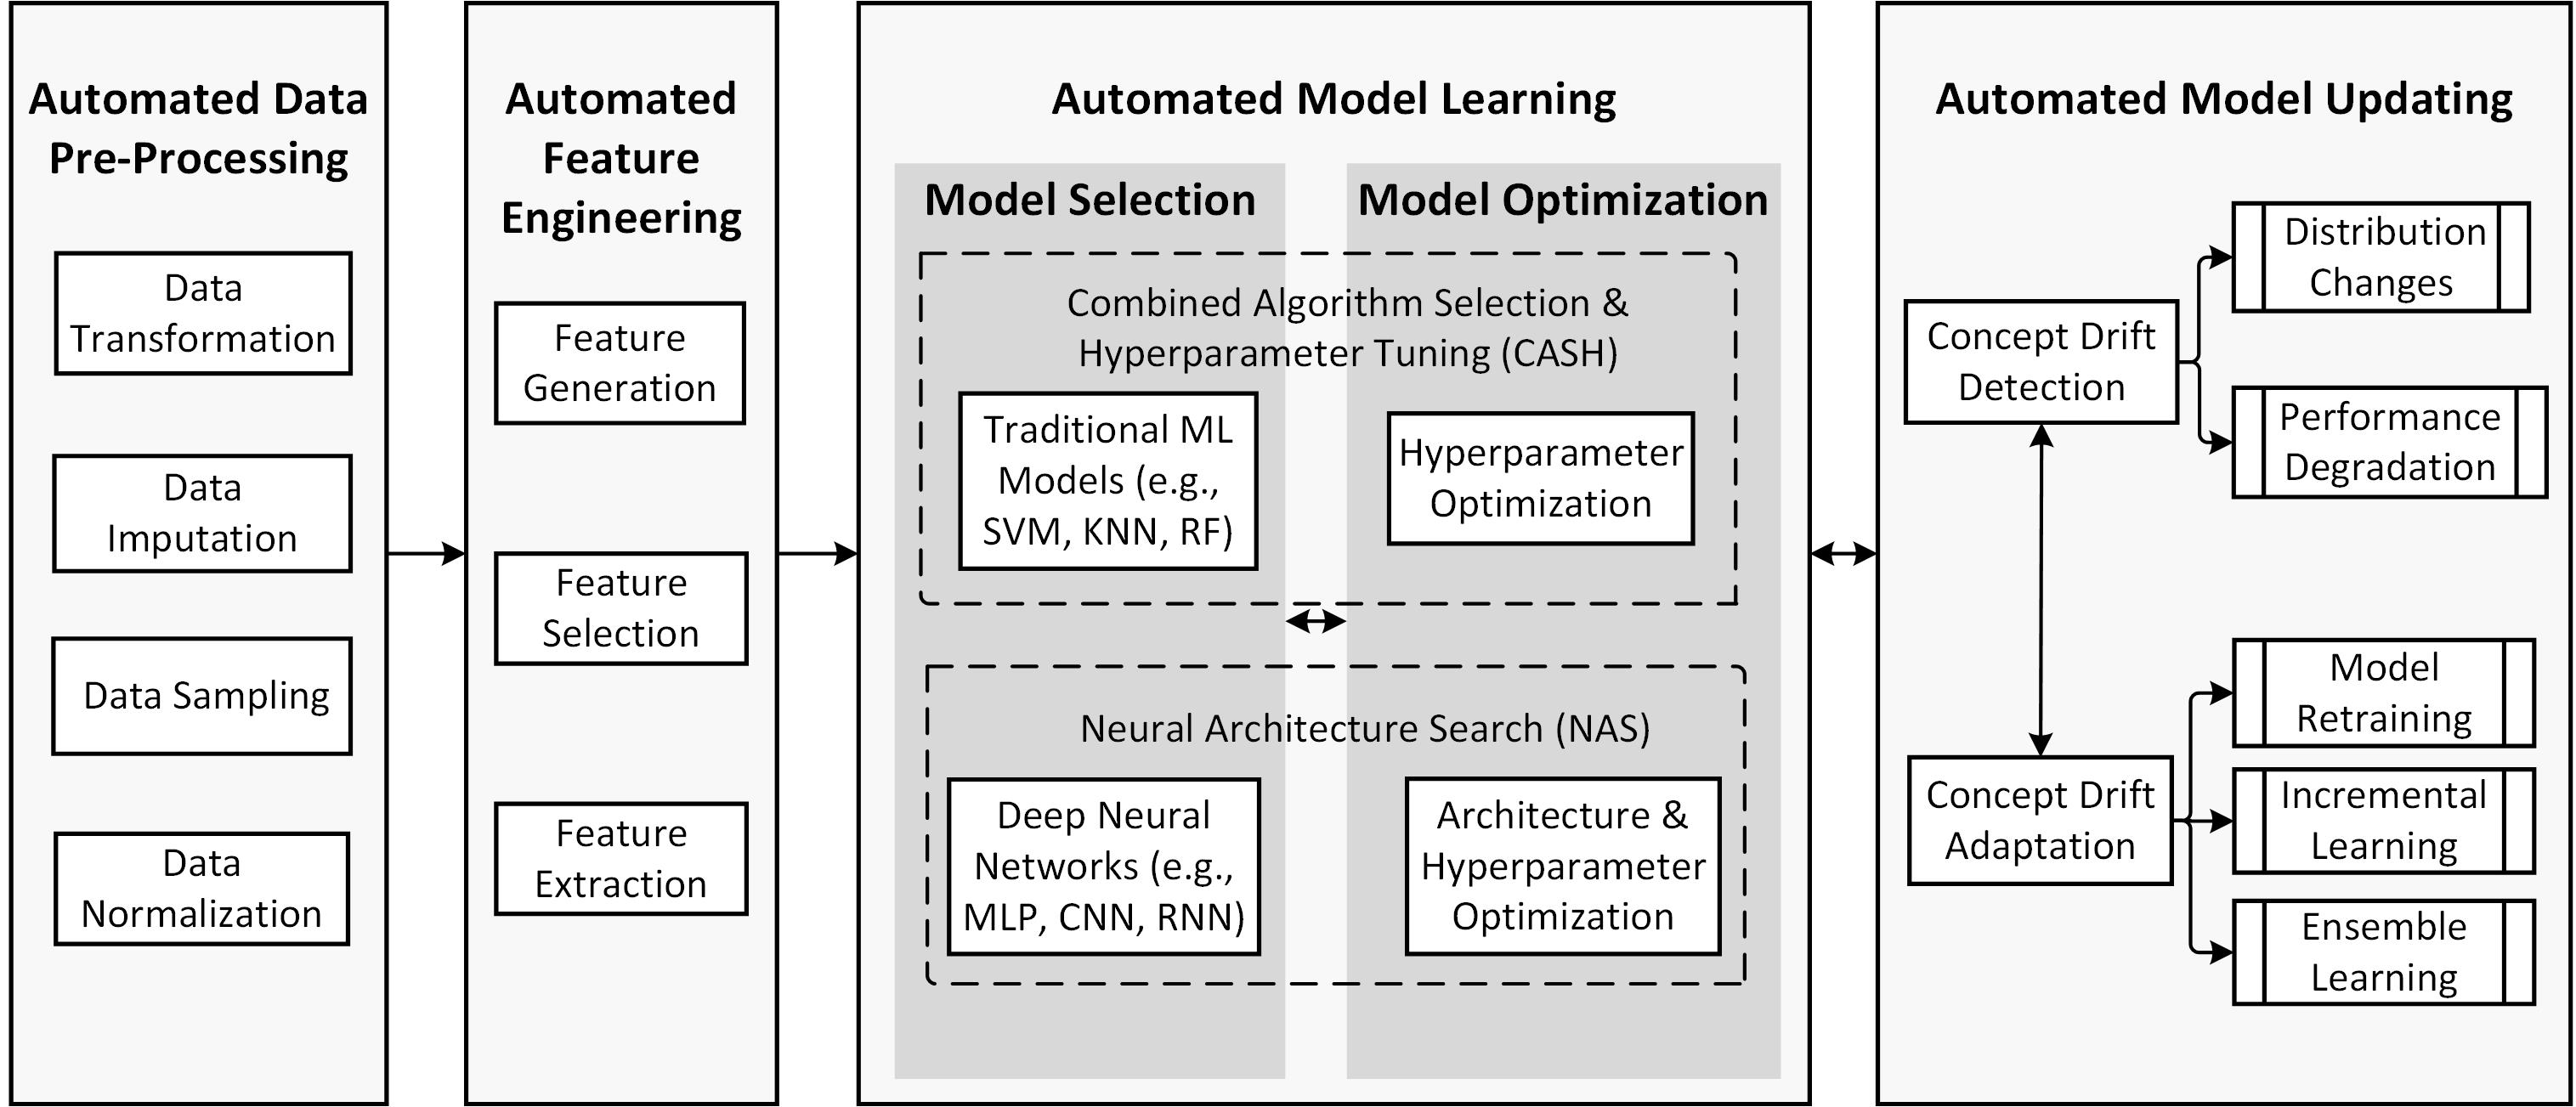 Automated Data
Pre-Processing
Data
Transformation
Data
Imputation
Data Sampling
Data
Normalization
Automated
Feature
Engineering
Feature
Generation
Feature
Selection
Feature
Extraction
Automated Model Learning
Model Selection
Model Optimization
Combined Algorithm Selection &
Hyperparameter Tuning (CASH)
Traditional ML
Models (e.g.,
SVM, KNN, RF)
Hyperparameter
Optimization
Neural Architecture Search (NAS)
Deep Neural
Networks (e.g.,
MLP, CNN, RNN)
Architecture &
Hyperparameter
Optimization
Automated Model Updating
Concept Drift
Detection
Distribution
Changes
Performance
Degradation
Concept Drift
Adaptation
Model
Retraining
Incremental
Learning
Ensemble
Learning